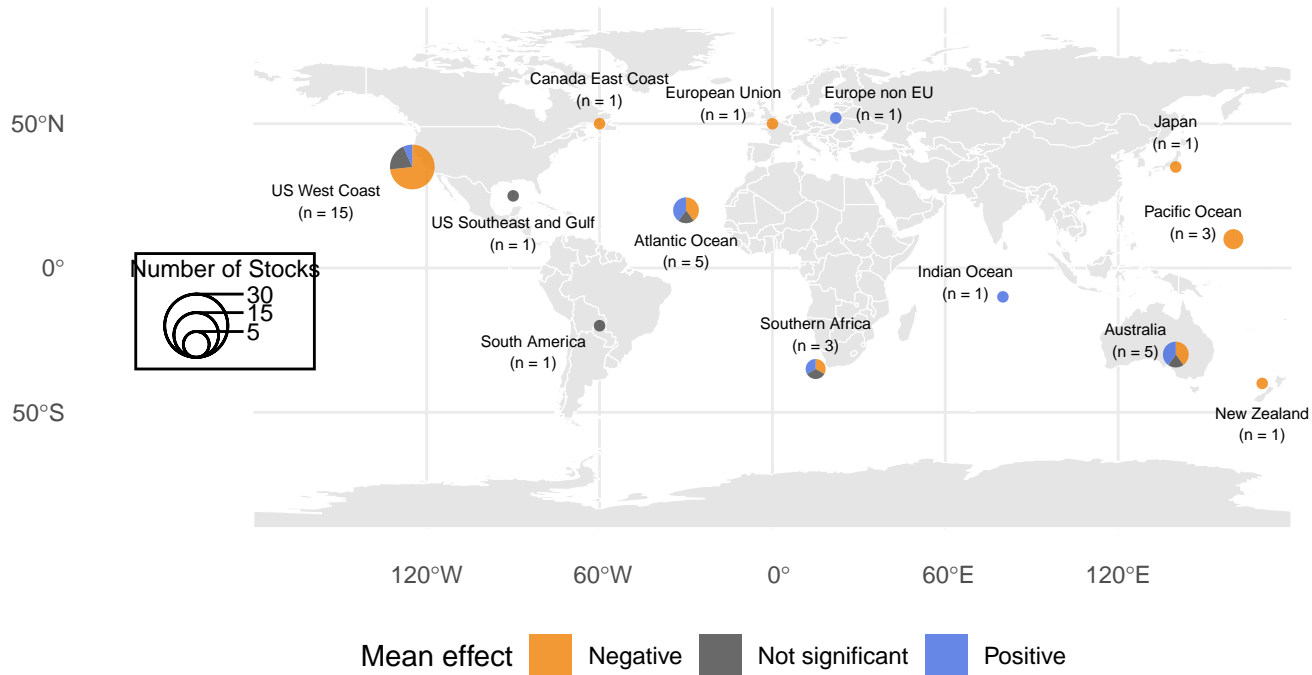 Canada East Coast
(n = 1)
European Union
(n = 1)
Europe non EU
(n = 1)
50°N
Japan
(n = 1)
US West Coast
(n = 15)
US Southeast and Gulf
(n = 1)
Atlantic Ocean
(n = 5)
Pacific Ocean
(n = 3)
Number of Stocks
30
15
5
0°
Indian Ocean
(n = 1)
South America
(n = 1)
Southern Africa
(n = 3)
Australia
(n = 5)
50°S
New Zealand
(n = 1)
120°W
60°W
0°
60°E
120°E
Mean effect
Negative
Not significant
Positive